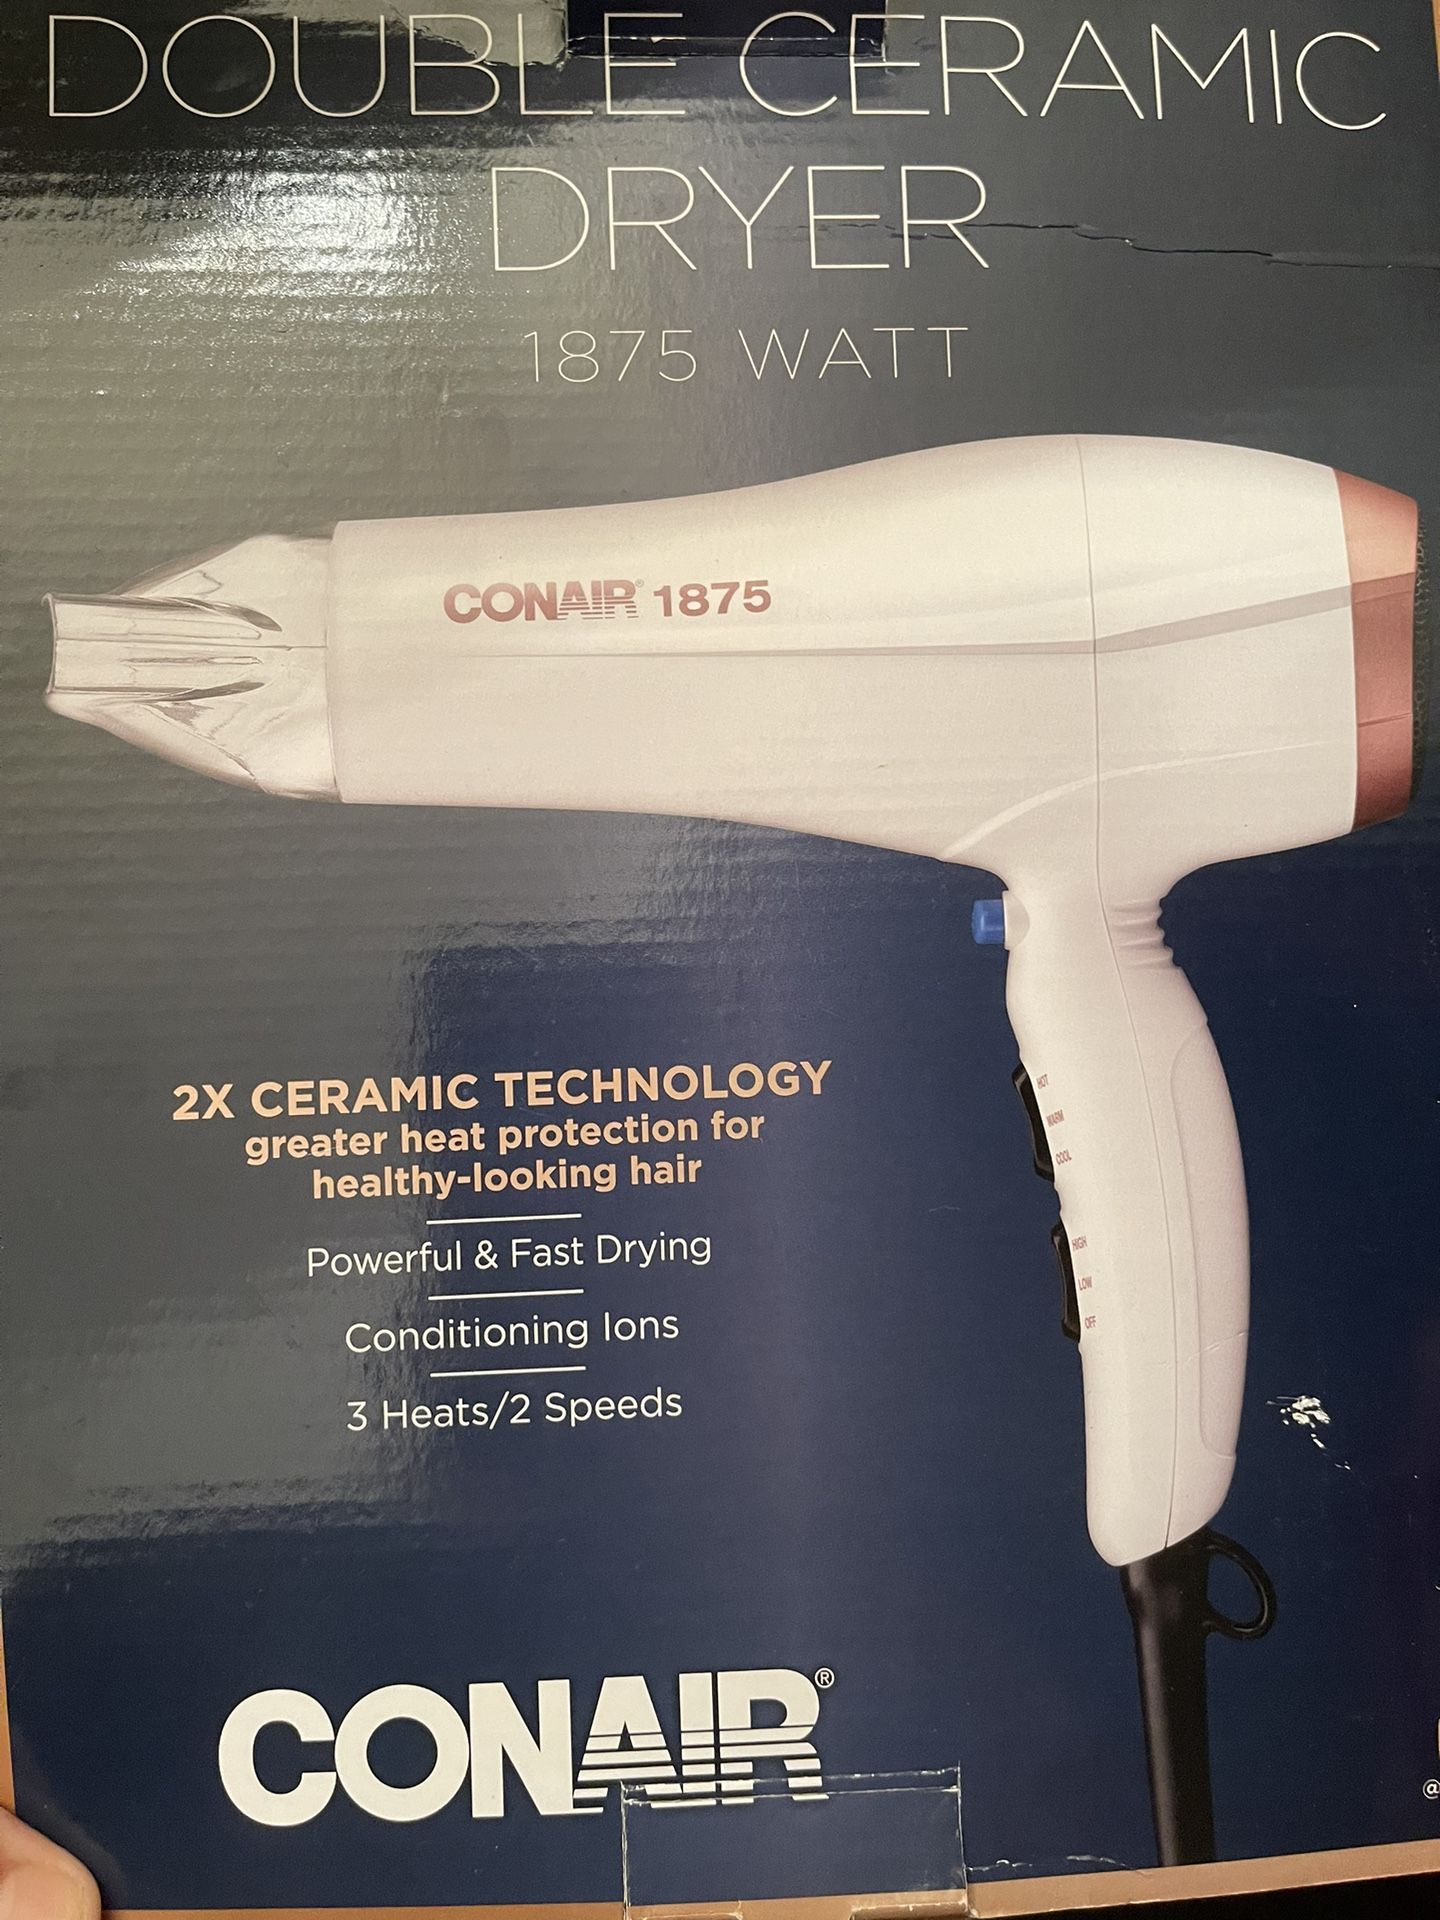 DOUBLE CERAMIC
DRYER
1875 WATT
CONAIR® 1875
HOT
WARM
COOL
HIGH
LOW
OFF
2X CERAMIC TECHNOLOGY
greater heat protection for
healthy-looking hair
Powerful & Fast Drying
Conditioning Ions
3 Heats/2 Speeds
CONAIR®
@